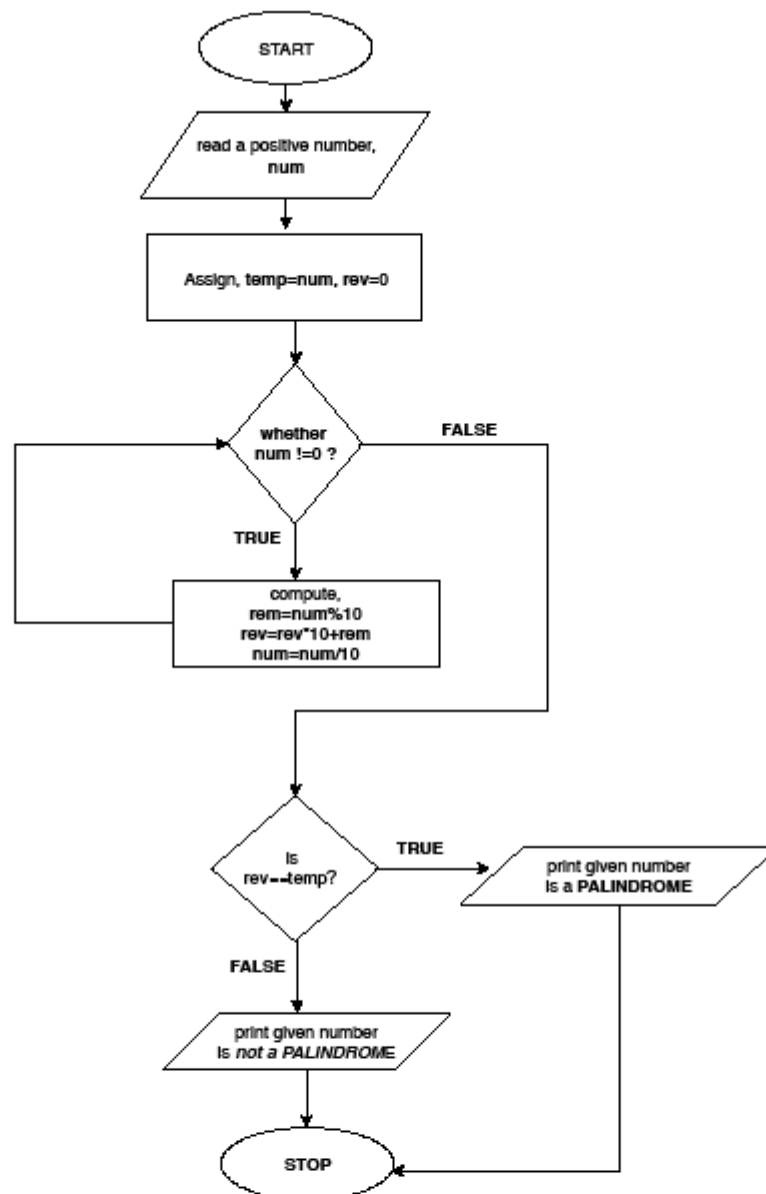 START
read a positive number,
num
Assign, temp=num, rev=0
whether
num !=0 ?
FALSE
TRUE
compute,
rem=num%10
rev=rev*10+rem
num=num/10
Is
rev==temp?
TRUE
print given number
is a PALINDROME
FALSE
print given number
is not a PALINDROME
STOP